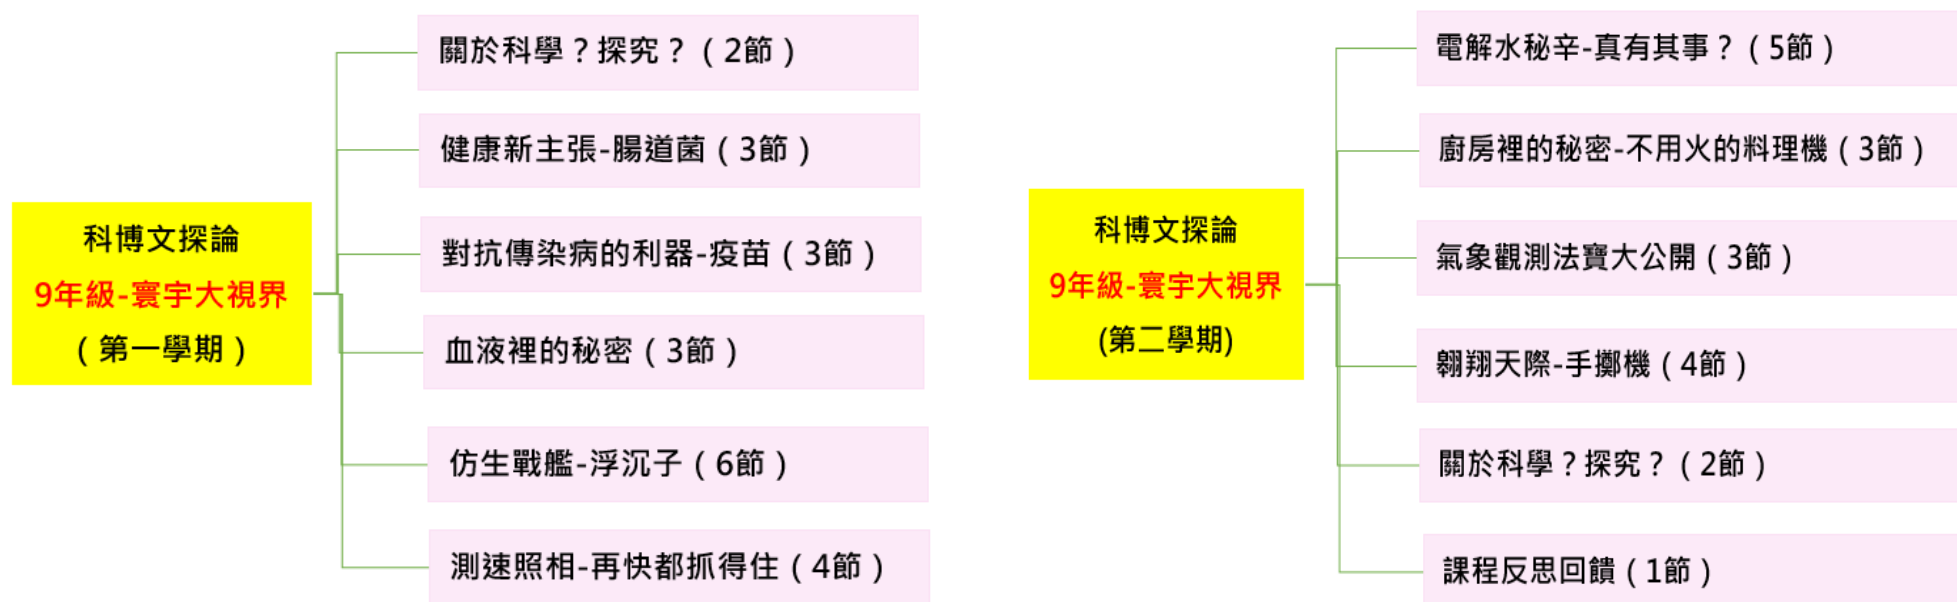 科博文探論
9年級-寰宇大視界
（第一學期）
關於科學？探究？（2節）
健康新主張-腸道菌（3節）
對抗傳染病的利器-疫苗（3節）
血液裡的秘密（3節）
仿生戰艦-浮沉子（6節）
測速照相-再快都抓得住（4節）
科博文探論
9年級-寰宇大視界
(第二學期)
電解水秘辛-真有其事？（5節）
廚房裡的秘密-不用火的料理機（3節）
氣象觀測法寶大公開（3節）
翱翔天際-手擲機（4節）
關於科學？探究？（2節）
課程反思回饋（1節）